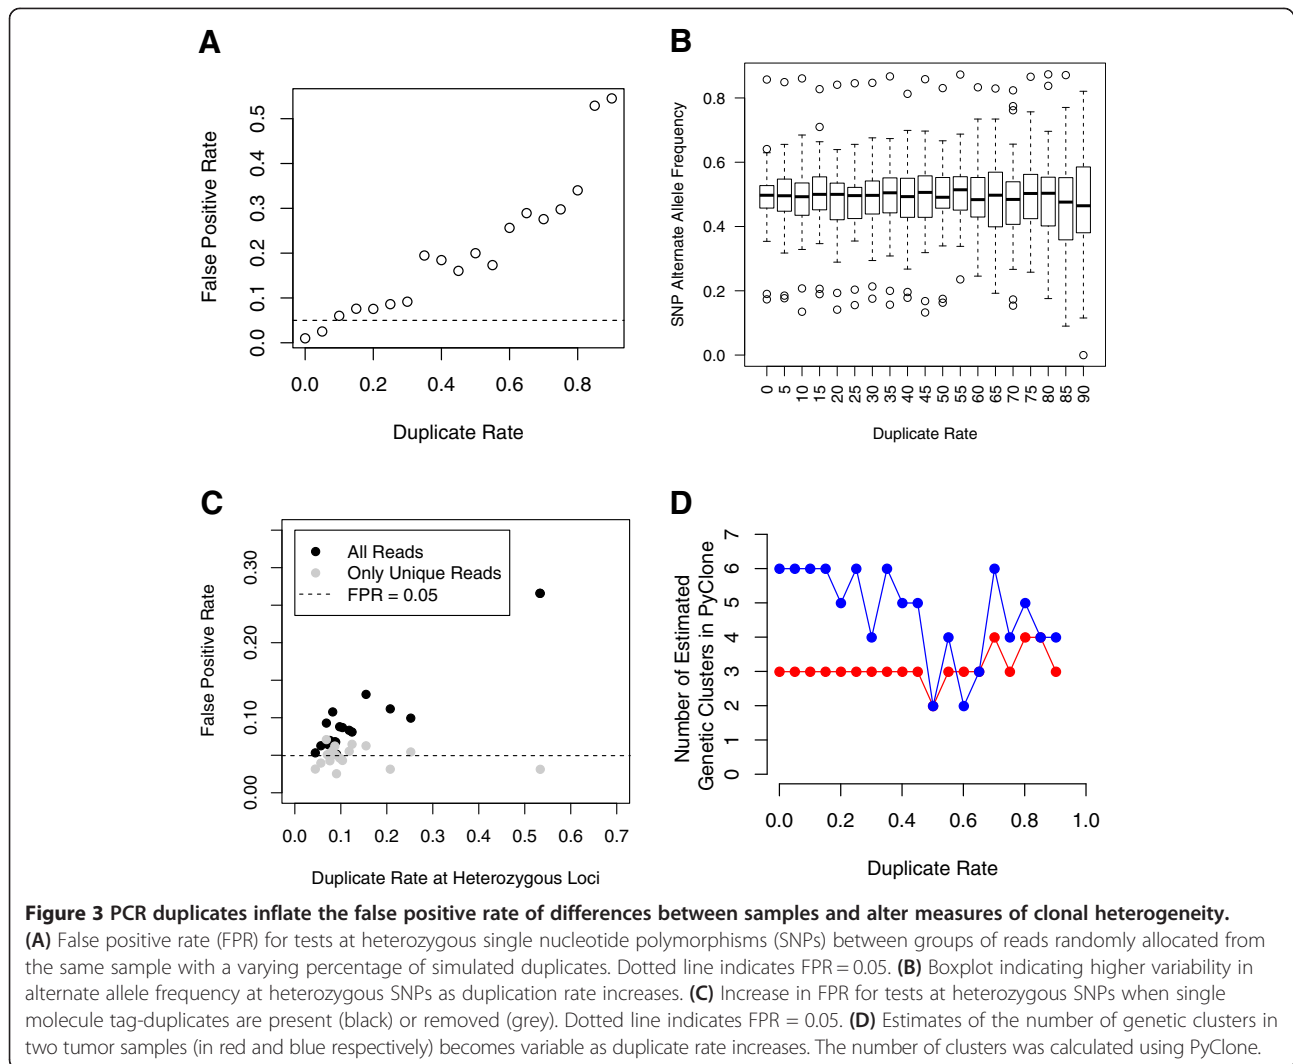 A
False Positive Rate
0.5
0.4
0.3
0.2
0.1
0.0
0.0 0.2 0.4 0.6 0.8
Duplicate Rate
B
SNP Alternate Allele Frequency
0.8
0.6
0.4
0.2
0.0
0 5 10 15 20 25 30 35 40 45 50 55 60 65 70 75 80 85 90
Duplicate Rate
C
False Positive Rate
0.30
0.20
0.10
0.00
All Reads
Only Unique Reads
FPR = 0.05
0.0 0.1 0.2 0.3 0.4 0.5 0.6 0.7
Duplicate Rate at Heterozygous Loci
D
Number of Estimated
Genetic Clusters in PyClone
7
6
5
4
3
2
1
0
0.0 0.2 0.4 0.6 0.8 1.0
Duplicate Rate
Figure 3 PCR duplicates inflate the false positive rate of differences between samples and alter measures of clonal heterogeneity.
(A) False positive rate (FPR) for tests at heterozygous single nucleotide polymorphisms (SNPs) between groups of reads randomly allocated from
the same sample with a varying percentage of simulated duplicates. Dotted line indicates FPR = 0.05. (B) Boxplot indicating higher variability in
alternate allele frequency at heterozygous SNPs as duplication rate increases. (C) Increase in FPR for tests at heterozygous SNPs when single
molecule tag-duplicates are present (black) or removed (grey). Dotted line indicates FPR = 0.05. (D) Estimates of the number of genetic clusters in
two tumor samples (in red and blue respectively) becomes variable as duplicate rate increases. The number of clusters was calculated using PyClone.